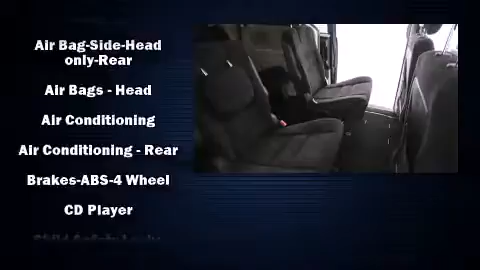 Air Bag-Side-Head
only-Rear
Air Bags - Head
Air Conditioning
Air Conditioning - Rear
Brakes-ABS-4 Wheel
CD Player